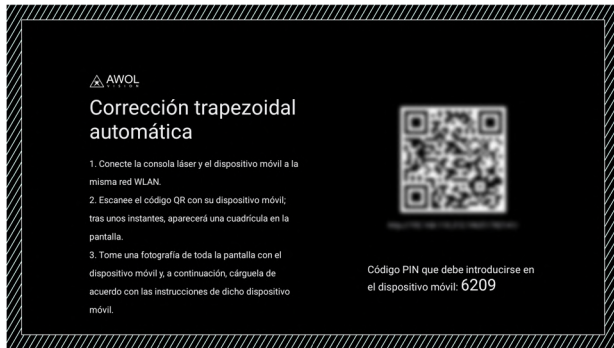 AWOL
VISION
Corrección trapezoidal
automática
1. Conecte la consola láser y el dispositivo móvil a la
misma red WLAN.
2. Escanee el código QR con su dispositivo móvil;
tras unos instantes, aparecerá una cuadrícula en la
pantalla.
3. Tome una fotografía de toda la pantalla con el
dispositivo móvil y, a continuación, cárguela de
acuerdo con las instrucciones de dicho dispositivo
móvil.
Código PIN que debe introducirse en
el dispositivo móvil: 6209